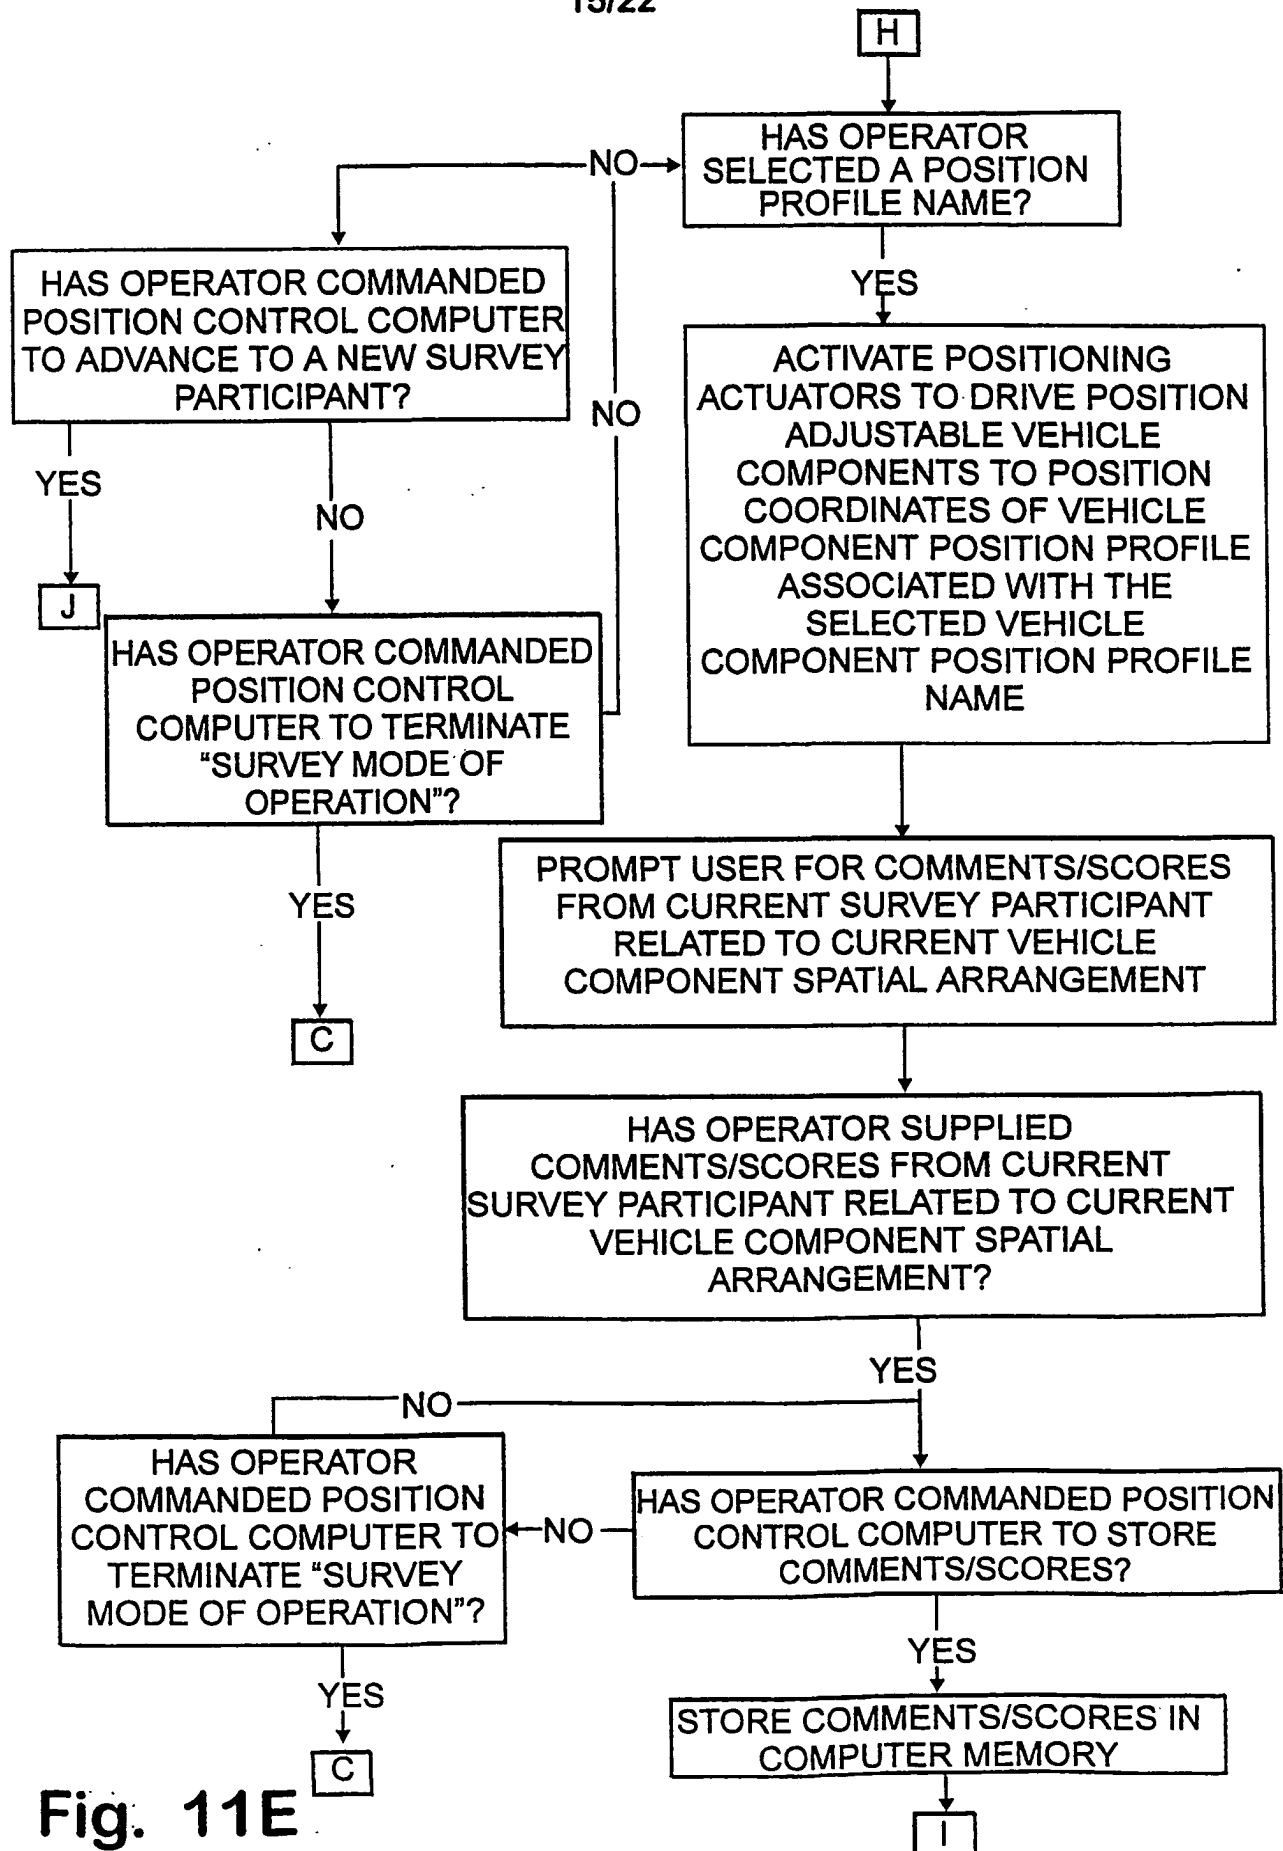 15/22
H
HAS OPERATOR
SELECTED A POSITION
PROFILE NAME?
NO
YES
HAS OPERATOR COMMANDED
POSITION CONTROL COMPUTER
TO ADVANCE TO A NEW SURVEY
PARTICIPANT?
YES
NO
NO
J
HAS OPERATOR COMMANDED
POSITION CONTROL
COMPUTER TO TERMINATE
“SURVEY MODE OF
OPERATION”?
YES
C
ACTIVATE POSITIONING
ACTUATORS TO DRIVE POSITION
ADJUSTABLE VEHICLE
COMPONENTS TO POSITION
COORDINATES OF VEHICLE
COMPONENT POSITION PROFILE
ASSOCIATED WITH THE
SELECTED VEHICLE
COMPONENT POSITION PROFILE
NAME
PROMPT USER FOR COMMENTS/SCORES
FROM CURRENT SURVEY PARTICIPANT
RELATED TO CURRENT VEHICLE
COMPONENT SPATIAL ARRANGEMENT
HAS OPERATOR SUPPLIED
COMMENTS/SCORES FROM CURRENT
SURVEY PARTICIPANT RELATED TO CURRENT
VEHICLE COMPONENT SPATIAL
ARRANGEMENT?
YES
NO
HAS OPERATOR COMMANDED POSITION
CONTROL COMPUTER TO STORE
COMMENTS/SCORES?
NO
HAS OPERATOR
COMMANDED POSITION
CONTROL COMPUTER TO
TERMINATE “SURVEY
MODE OF OPERATION”?
YES
C
YES
STORE COMMENTS/SCORES IN
COMPUTER MEMORY
I
Fig. 11E